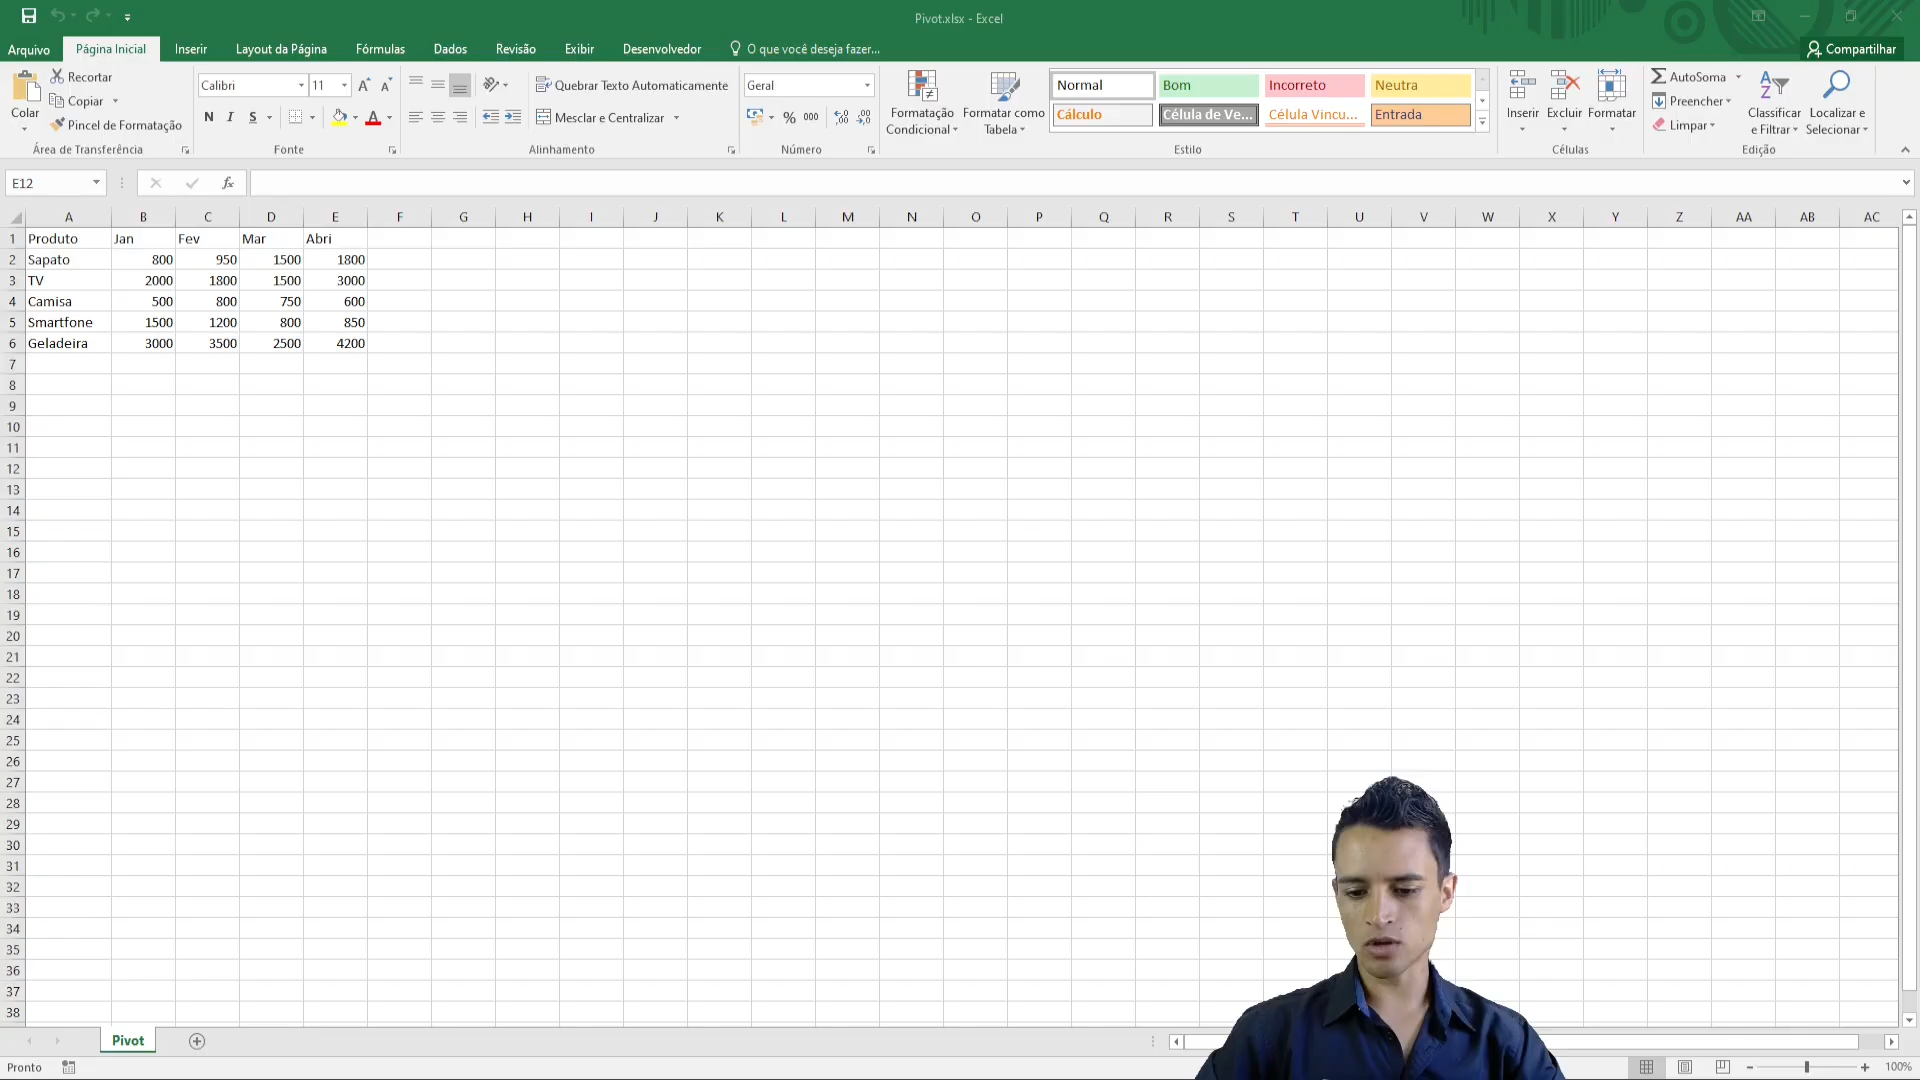 Pivot.xlsx - Excel
Arquivo Página Inicial Inserir Layout da Página Fórmulas Dados Revisão Exibir Desenvolvedor O que você deseja fazer... Compartilhar
Colar
Recortar
Copiar
Pincel de Formatação
Área de Transferência
Calibri 11
N I S
Fonte
Quebrar Texto Automaticamente
Mesclar e Centralizar
Alinhamento
Geral
% 000
Número
Formatação Condicional
Formatar como Tabela
Normal Bom Incorreto Neutra
Cálculo Célula de Ve... Célula Vincu... Entrada
Estilo
Inserir Excluir Formatar
Células
AutoSoma
Preencher
Limpar
Classificar e Filtrar
Localizar e Selecionar
Edição
E12 fx
A B C D E F G H I J K L M N O P Q R S T U V W X Y Z AA AB AC
1 Produto Jan Fev Mar Abri
2 Sapato 800 950 1500 1800
3 TV 2000 1800 1500 3000
4 Camisa 500 800 750 600
5 Smartfone 1500 1200 800 850
6 Geladeira 3000 3500 2500 4200
7
8
9
10
11
12
13
14
15
16
17
18
19
20
21
22
23
24
25
26
27
28
29
30
31
32
33
34
35
36
37
38
Pivot
Pronto 100%